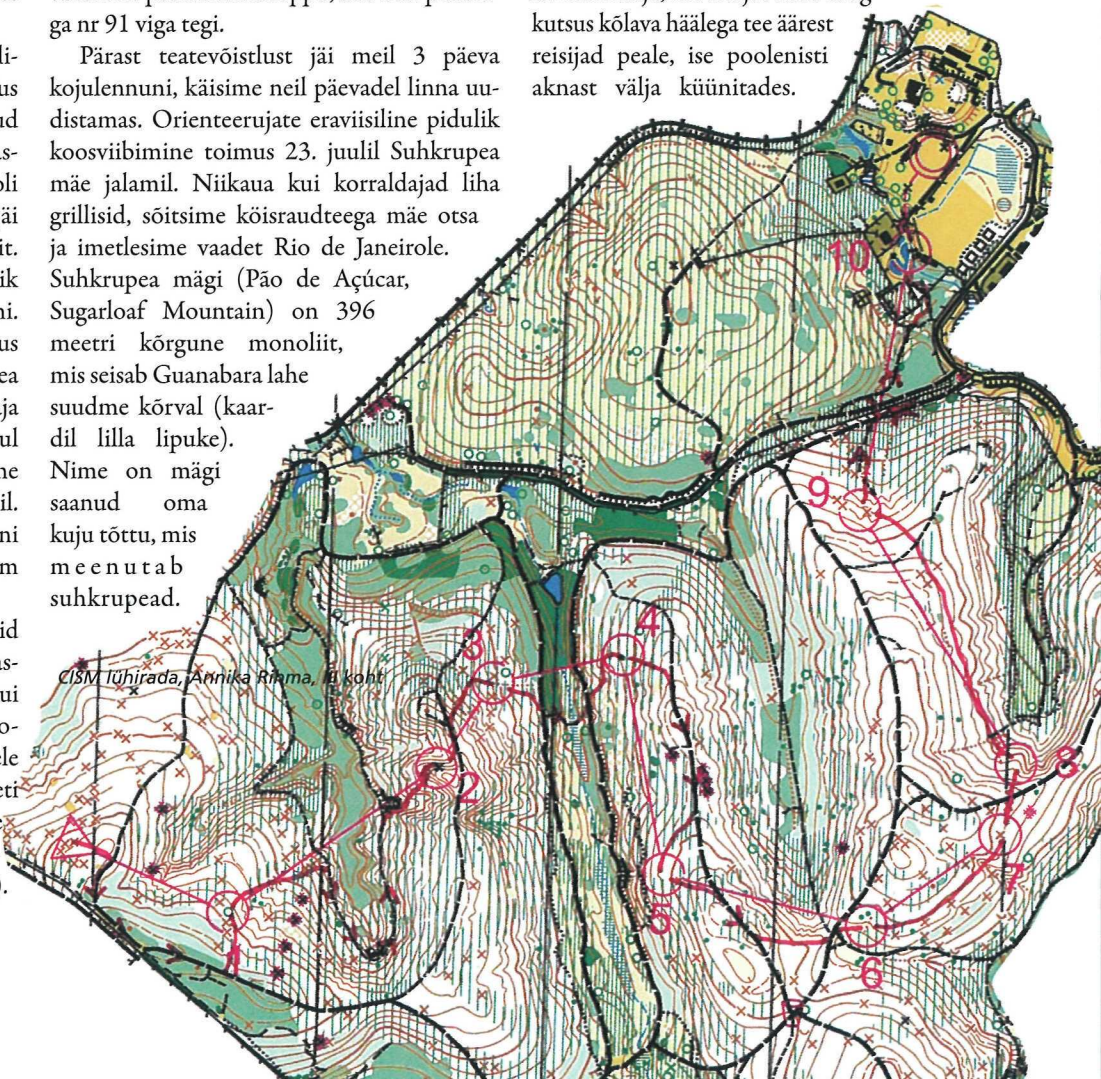 ga nr 91 viga tegi.
Pärast teatevõistlust jäi meil 3 päeva
kojulennuni, käisime neil päevadel linna uu-
distamas. Orienteerujate eraviisiline pidulik
koosviibimine toimus 23. juulil Suhkrupea
mäe jalamil. Niikaua kui korraldajad liha
grillisid, sõitsime köisraudteega mäe otsa
ja imetlesime vaadet Rio de Janeirole.
Suhkrupea mägi (Pão de Açúcar,
Sugarloaf Mountain) on 396
meetri kõrgune monoliit,
mis seisab Guanabara lahe
suudme kõrval (kaar-
dil lilla lipuke).
Nime on mägi
saanud oma
kuju tõttu, mis
meenutab
suhkrupead.
kutsus kõlava häälega tee äärest
reisijad peale, ise poolenisti
aknast välja küünitades.
CISM lühirada, Annika Rihma, III koht
1
2
3
4
5
6
7
8
9
10